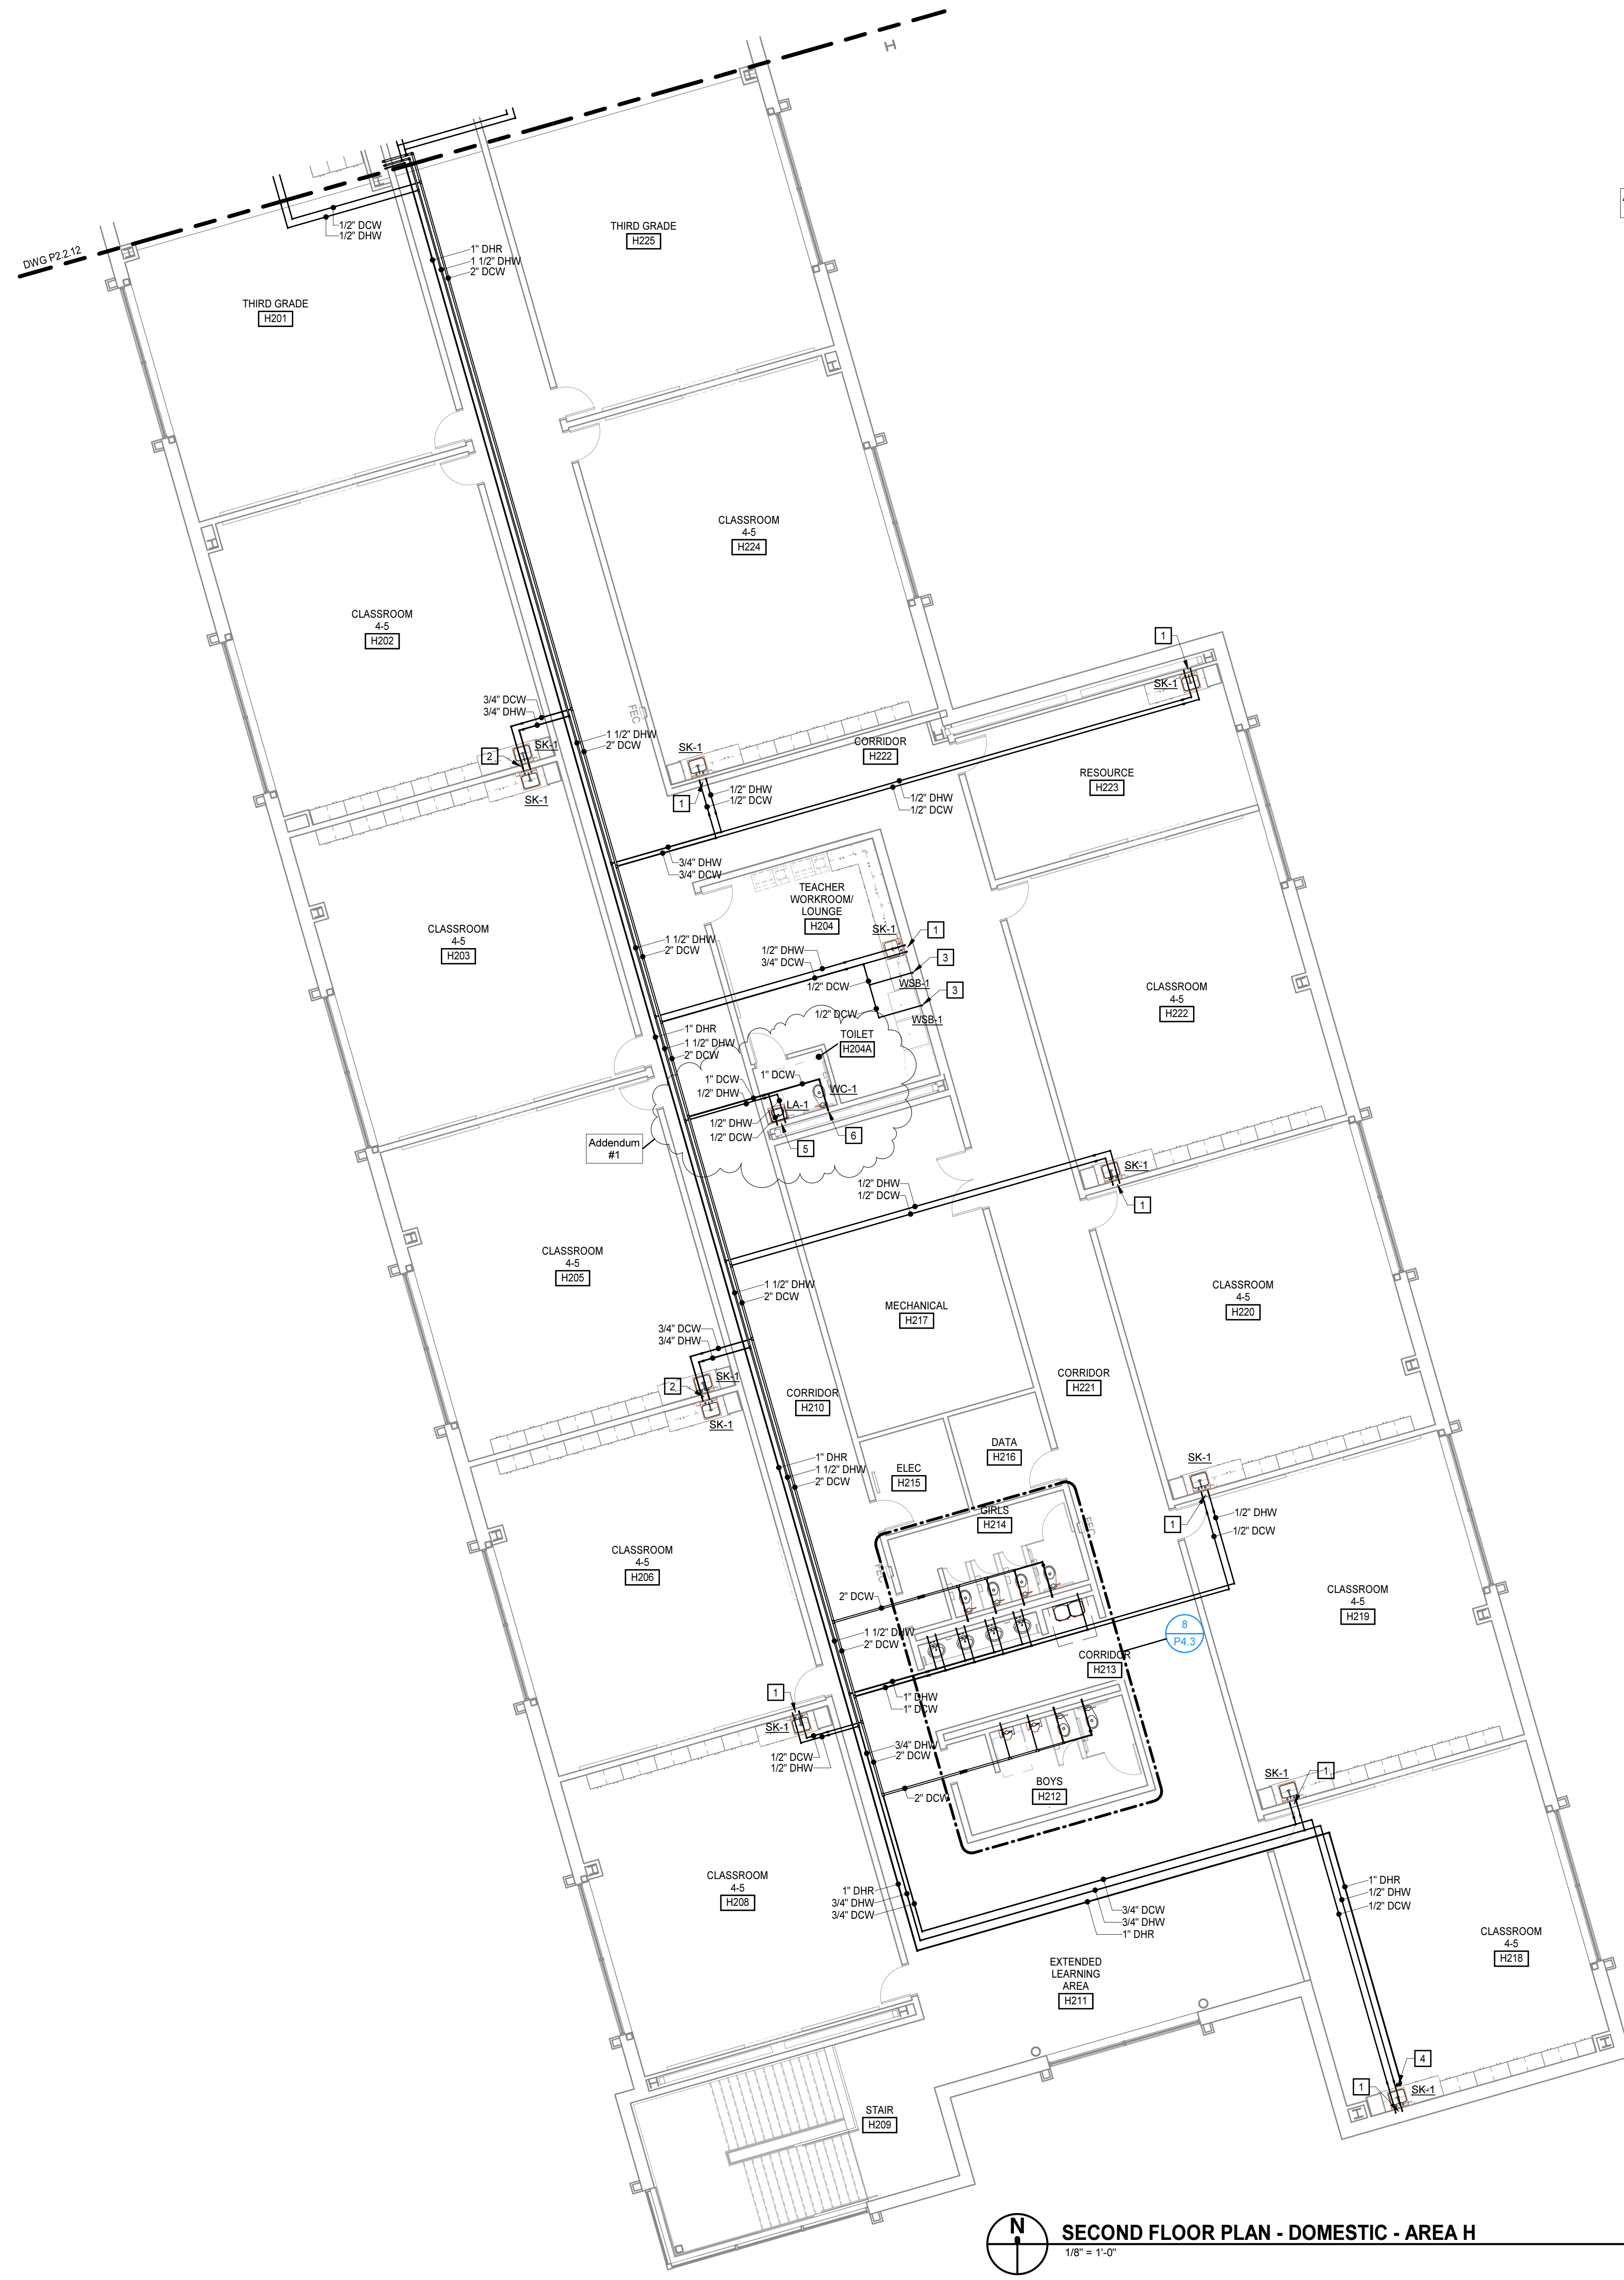 DWG P2.2.12
1/2" DCW
1/2" DHW
1" DHR
1 1/2" DHW
2" DCW
THIRD GRADE
H225
THIRD GRADE
H201
CLASSROOM
4-5
H224
CLASSROOM
4-5
H202
3/4" DCW
3/4" DHW
SK-1
2
SK-1
1 1/2" DHW
2" DCW
FEC
SK-1
1
1/2" DHW
1/2" DCW
CORRIDOR
H222
1
SK-1
RESOURCE
H223
1/2" DHW
1/2" DCW
3/4" DHW
3/4" DCW
TEACHER
WORKROOM/
LOUNGE
H204
SK-1
1
CLASSROOM
4-5
H203
1 1/2" DHW
2" DCW
1/2" DHW
3/4" DCW
3
1/2" DCW
WSB-1
3
1/2" DCW
WSB-1
CLASSROOM
4-5
H222
1" DHR
1 1/2" DHW
2" DCW
TOILET
H204A
1" DCW
1" DCW
1/2" DHW
WC-1
LA-1
1/2" DHW
1/2" DCW
5
6
Addendum
#1
1/2" DHW
1/2" DCW
SK-1
1
CLASSROOM
4-5
H205
1 1/2" DHW
2" DCW
MECHANICAL
H217
CLASSROOM
4-5
H220
3/4" DCW
3/4" DHW
SK-1
2
SK-1
CORRIDOR
H210
CORRIDOR
H221
DATA
H216
ELEC
H215
1" DHR
1 1/2" DHW
2" DCW
SK-1
1
1/2" DHW
1/2" DCW
GIRLS
H214
FEC
FEC
CLASSROOM
4-5
H206
CLASSROOM
4-5
H219
2" DCW
1 1/2" DHW
2" DCW
8
P4.3
CORRIDOR
H213
1" DHW
1" DCW
1
SK-1
1/2" DCW
1/2" DHW
3/4" DHW
2" DCW
2" DCW
BOYS
H212
SK-1
1
CLASSROOM
4-5
H208
1" DHR
3/4" DHW
3/4" DCW
3/4" DCW
3/4" DHW
1" DHR
1" DHR
1/2" DHW
1/2" DCW
CLASSROOM
4-5
H218
EXTENDED
LEARNING
AREA
H211
4
1
SK-1
STAIR
H209
N
SECOND FLOOR PLAN - DOMESTIC - AREA H
1/8" = 1'-0"